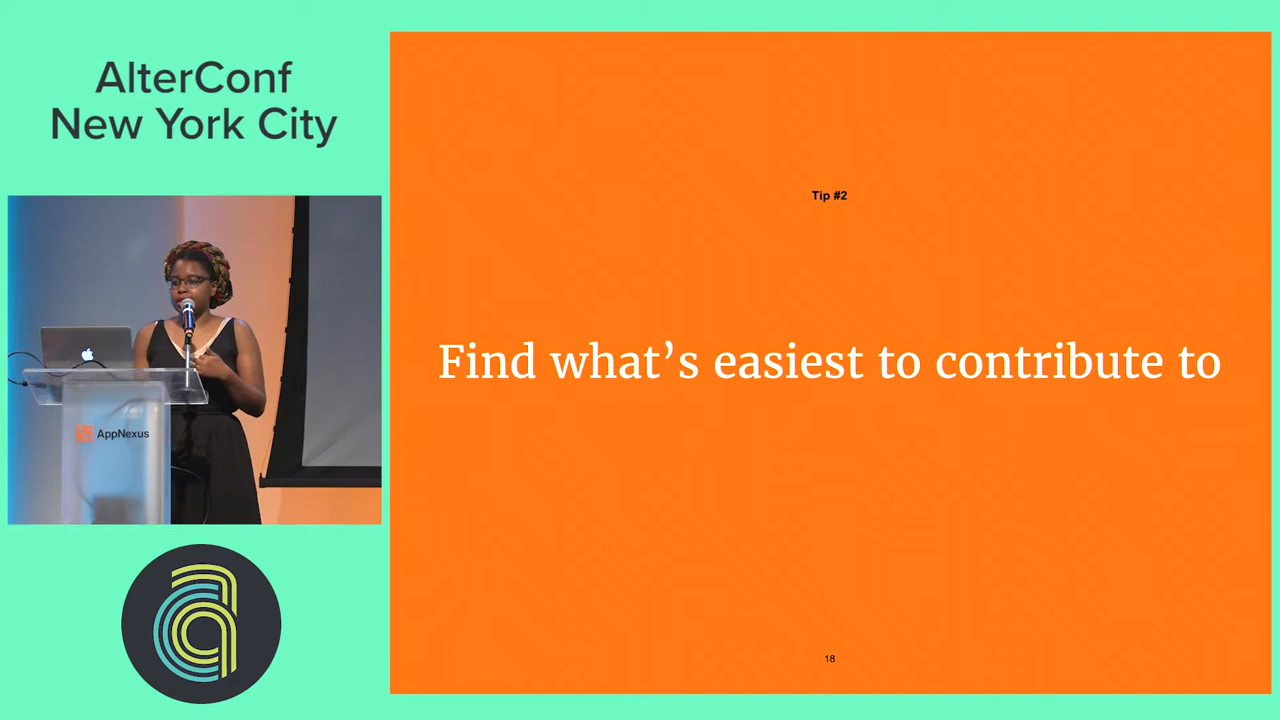 AlterConf
New York City
Tip #2
Find what’s easiest to contribute to
AppNexus
18